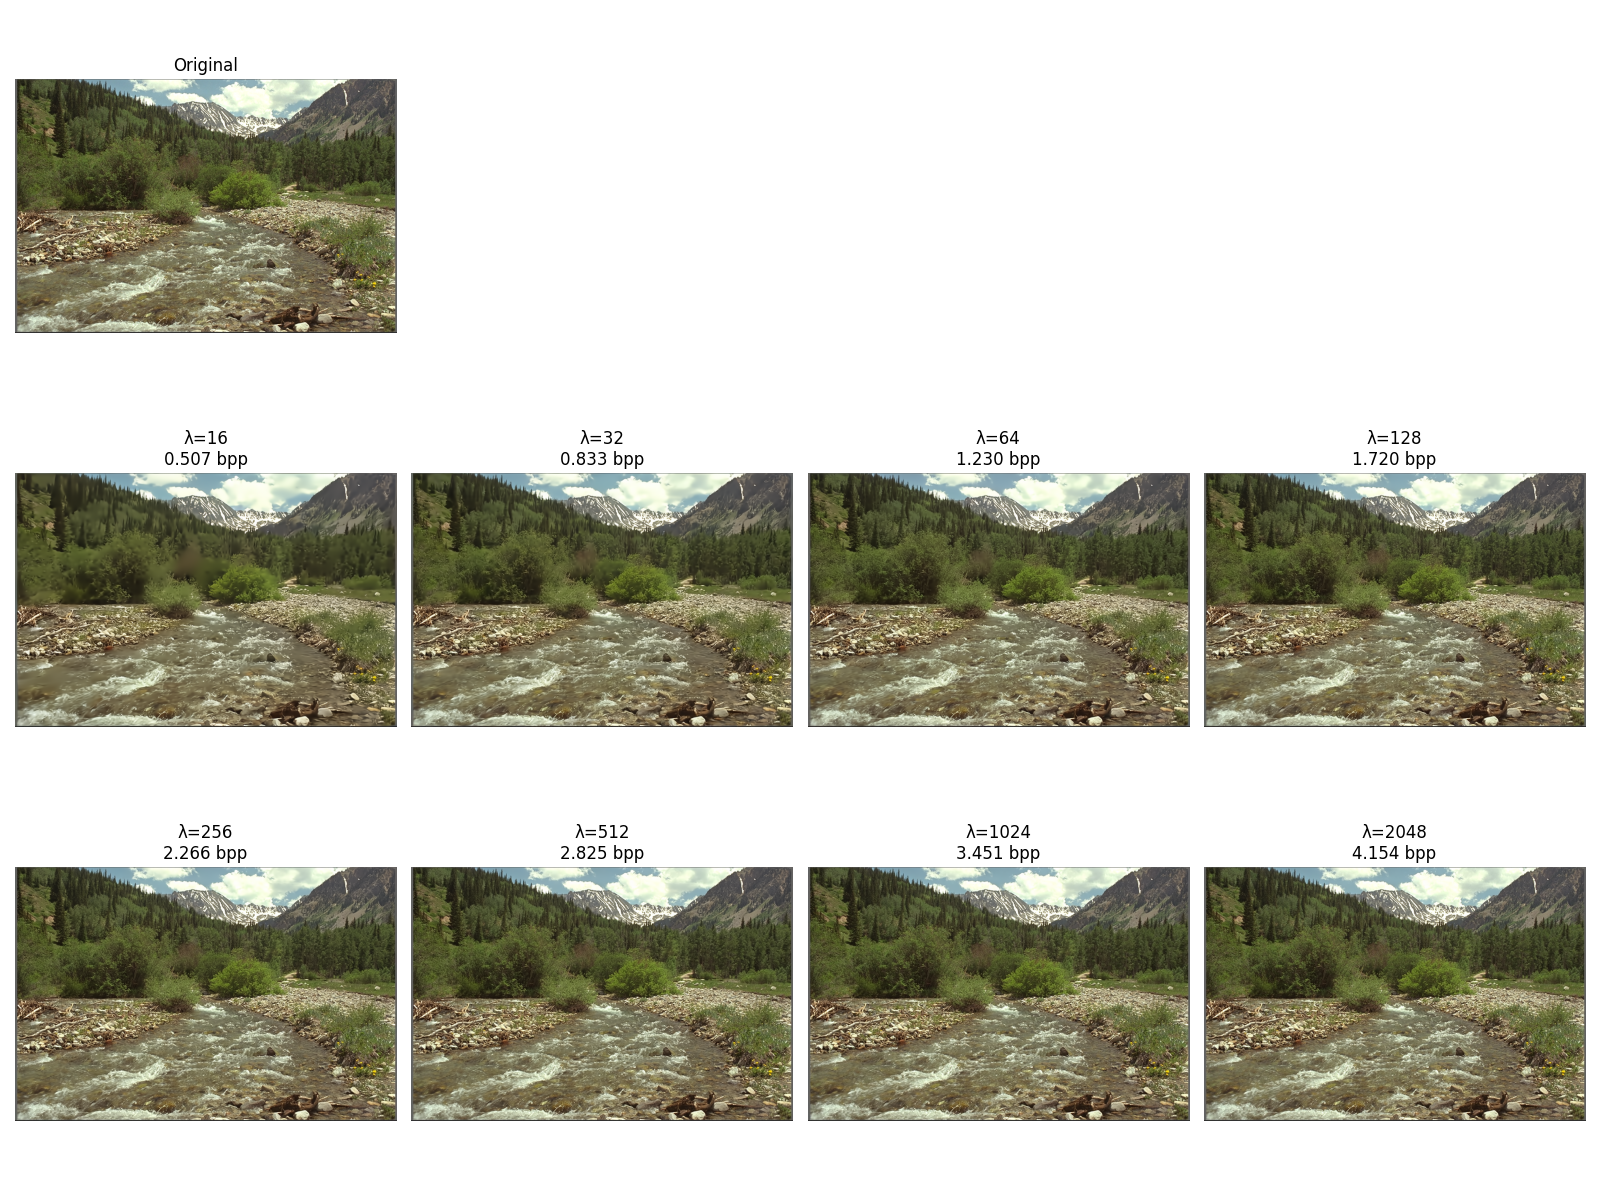 Original
λ=16
0.507 bpp
λ=32
0.833 bpp
λ=64
1.230 bpp
λ=128
1.720 bpp
λ=256
2.266 bpp
λ=512
2.825 bpp
λ=1024
3.451 bpp
λ=2048
4.154 bpp